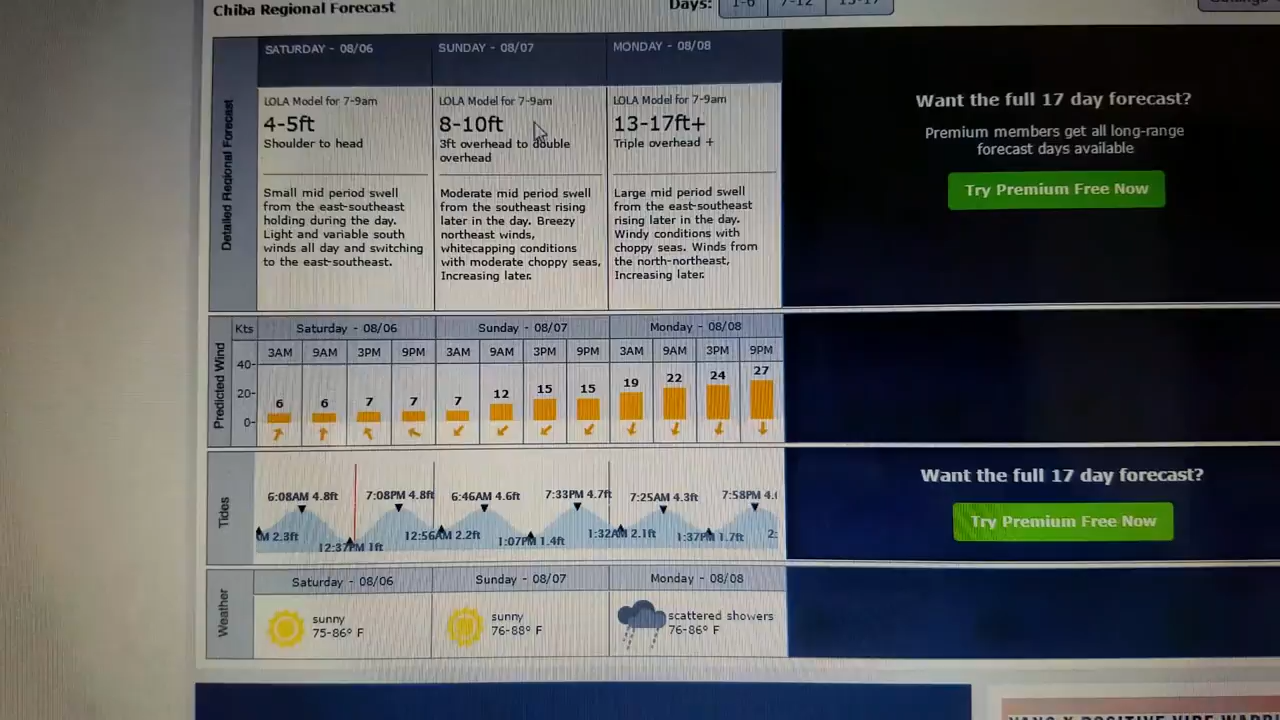 Chiba Regional Forecast
Days:
Detailed Regional Forecast
SATURDAY - 08/06
LOLA Model for 7-9am
4-5ft
Shoulder to head
Small mid period swell
from the east-southeast
holding during the day.
Light and variable south
winds all day and switching
to the east-southeast.
SUNDAY - 08/07
LOLA Model for 7-9am
8-10ft
3ft overhead to double
overhead
Moderate mid period swell
from the southeast rising
later in the day. Breezy
northeast winds,
whitecapping conditions
with moderate choppy seas,
Increasing later.
MONDAY - 08/08
LOLA Model for 7-9am
13-17ft+
Triple overhead +
Large mid period swell
from the east-southeast
rising later in the day.
Windy conditions with
choppy seas. Winds from
the north-northeast,
Increasing later.
Want the full 17 day forecast?
Premium members get all long-range
forecast days available
Try Premium Free Now
Predicted Wind
Kts Saturday - 08/06 Sunday - 08/07 Monday - 08/08
3AM 9AM 3PM 9PM 3AM 9AM 3PM 9PM 3AM 9AM 3PM 9PM
40-
20-
0-
6 6 7 7 7 12 15 15 19 22 24 27
Tides
6:08AM 4.8ft 7:08PM 4.8ft 6:46AM 4.6ft 7:33PM 4.7ft 7:25AM 4.3ft 7:58PM
M 2.3ft 12:37PM 1ft 12:56AM 2.2ft 1:07PM 1.4ft 1:32AM 2.1ft 1:37PM 1.7ft 2:
Want the full 17 day forecast?
Try Premium Free Now
Weather
Saturday - 08/06 Sunday - 08/07 Monday - 08/08
sunny
75-86° F
sunny
76-88° F
scattered showers
76-86° F